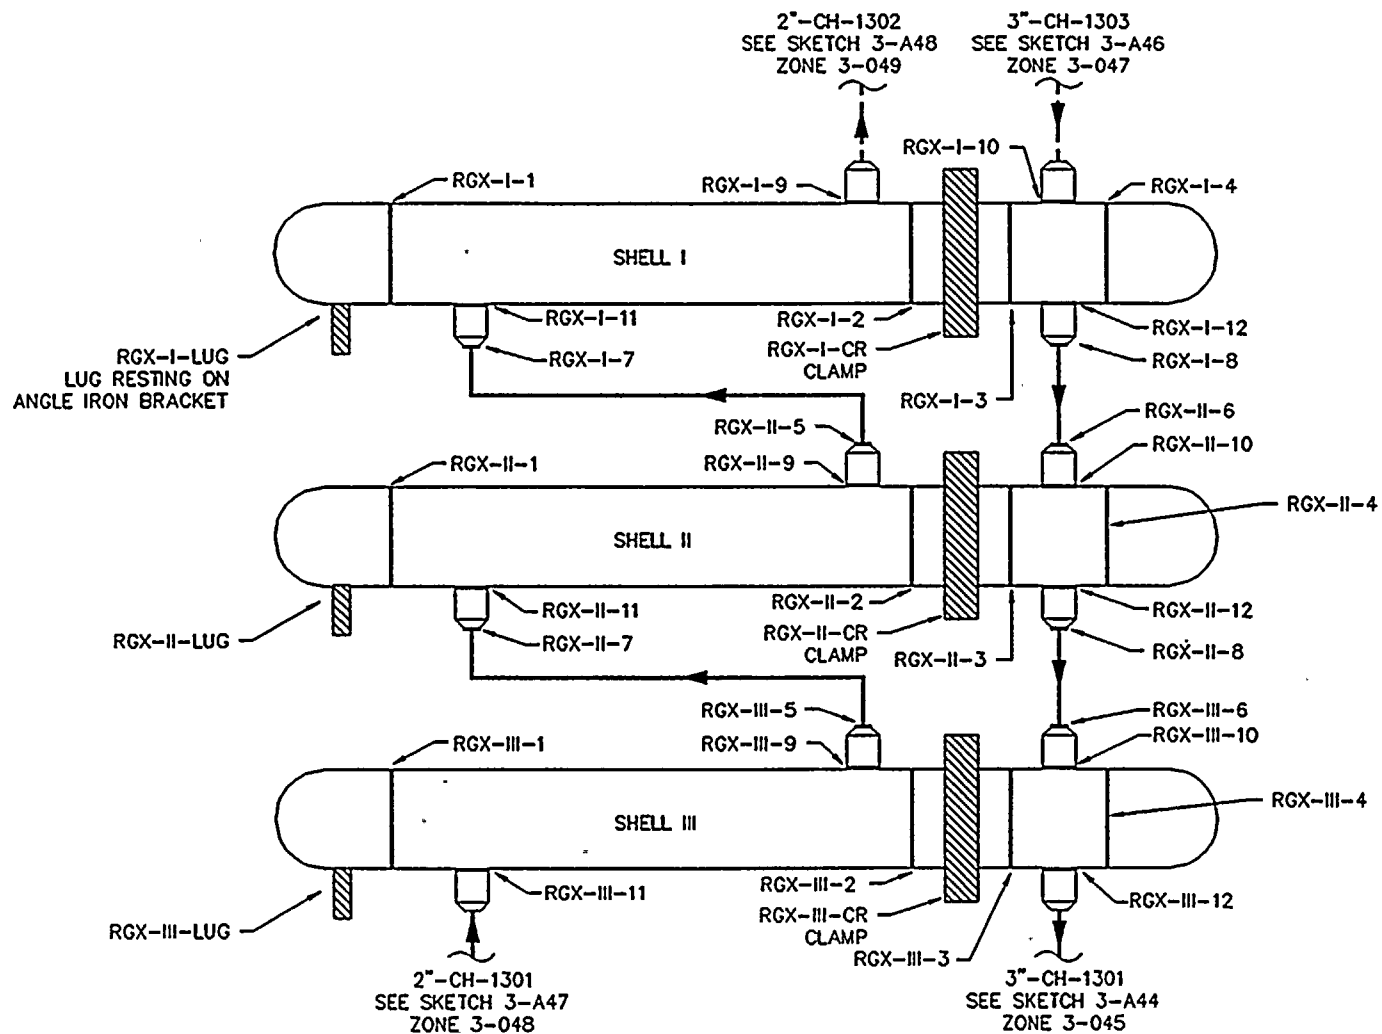 2"-CH-1302
SEE SKETCH 3-A48
ZONE 3-049
3"-CH-1303
SEE SKETCH 3-A46
ZONE 3-047
RGX-I-10
RGX-I-1
RGX-I-9
RGX-I-4
SHELL I
RGX-I-11
RGX-I-2
RGX-I-12
RGX-I-LUG
LUG RESTING ON
ANGLE IRON BRACKET
RGX-I-7
RGX-I-CR
CLAMP
RGX-I-8
RGX-I-3
RGX-II-5
RGX-II-6
RGX-II-1
RGX-II-9
RGX-II-10
RGX-II-4
SHELL II
RGX-II-11
RGX-II-2
RGX-II-12
RGX-II-LUG
RGX-II-7
RGX-II-CR
CLAMP
RGX-II-8
RGX-II-3
RGX-III-5
RGX-III-6
RGX-III-1
RGX-III-9
RGX-III-10
RGX-III-4
SHELL III
RGX-III-11
RGX-III-2
RGX-III-12
RGX-III-LUG
RGX-III-CR
CLAMP
RGX-III-3
2"-CH-1301
SEE SKETCH 3-A47
ZONE 3-048
3"-CH-1301
SEE SKETCH 3-A44
ZONE 3-045